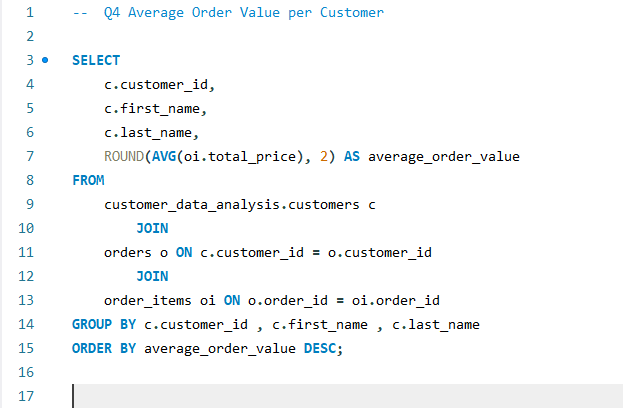 1 -- Q4 Average Order Value per Customer
2
3 SELECT
4 c.customer_id,
5 c.first_name,
6 c.last_name,
7 ROUND(AVG(oi.total_price), 2) AS average_order_value
8 FROM
9 customer_data_analysis.customers c
10 JOIN
11 orders o ON c.customer_id = o.customer_id
12 JOIN
13 order_items oi ON o.order_id = oi.order_id
14 GROUP BY c.customer_id , c.first_name , c.last_name
15 ORDER BY average_order_value DESC;
16
17